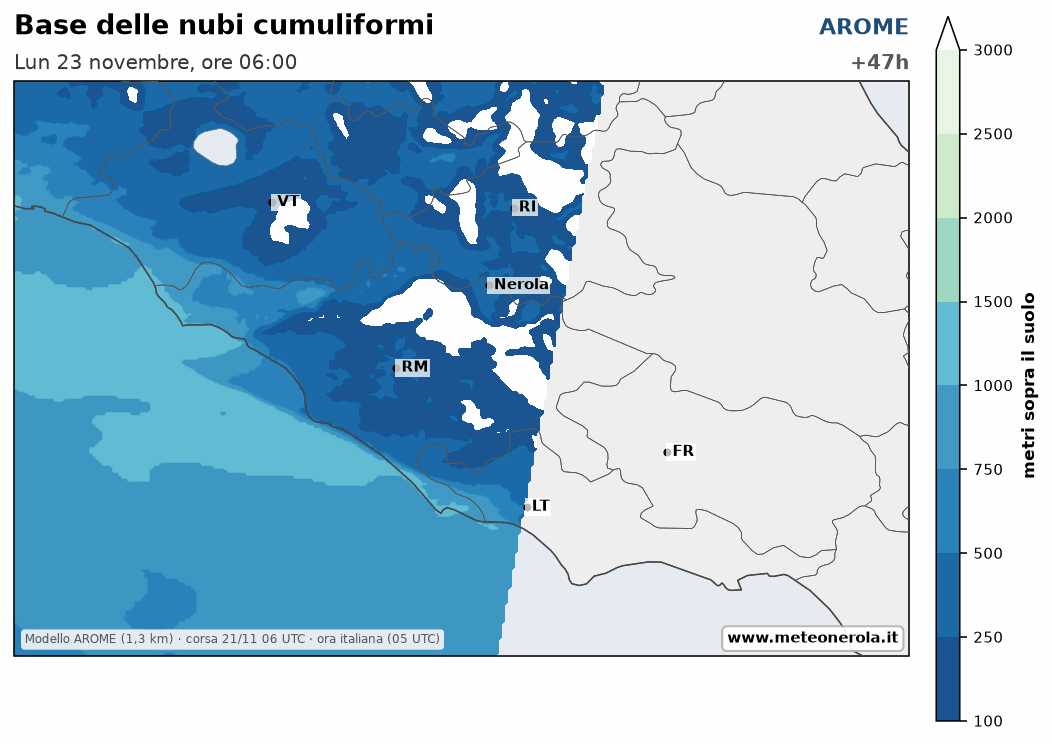 Base delle nubi cumuliformi
AROME
Lun 23 novembre, ore 06:00
+47h
VT
RI
Nerola
RM
FR
LT
Modello AROME (1,3 km) · corsa 21/11 06 UTC · ora italiana (05 UTC)
www.meteonerola.it
3000
2500
2000
1500
1000
750
500
250
100
metri sopra il suolo